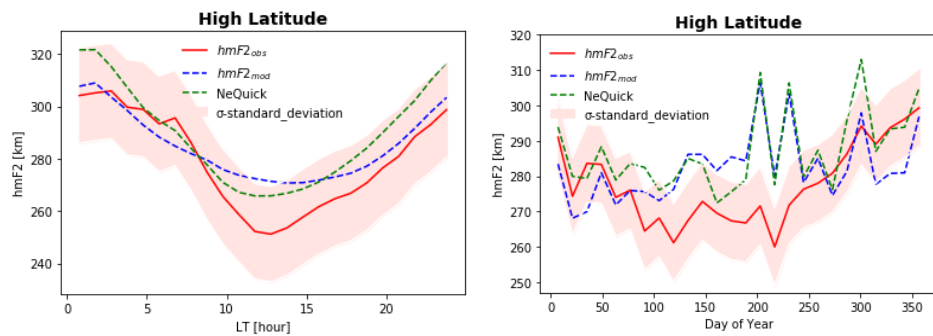 High Latitude
hmF2 [km]
320
300
280
260
240
hmF2obs
hmF2mod
NeQuick
σ-standard_deviation
0 5 10 15 20
LT [hour]
High Latitude
hmF2 [km]
320
310
300
290
280
270
260
250
hmF2obs
hmF2mod
NeQuick
σ-standard_deviation
0 50 100 150 200 250 300 350
Day of Year